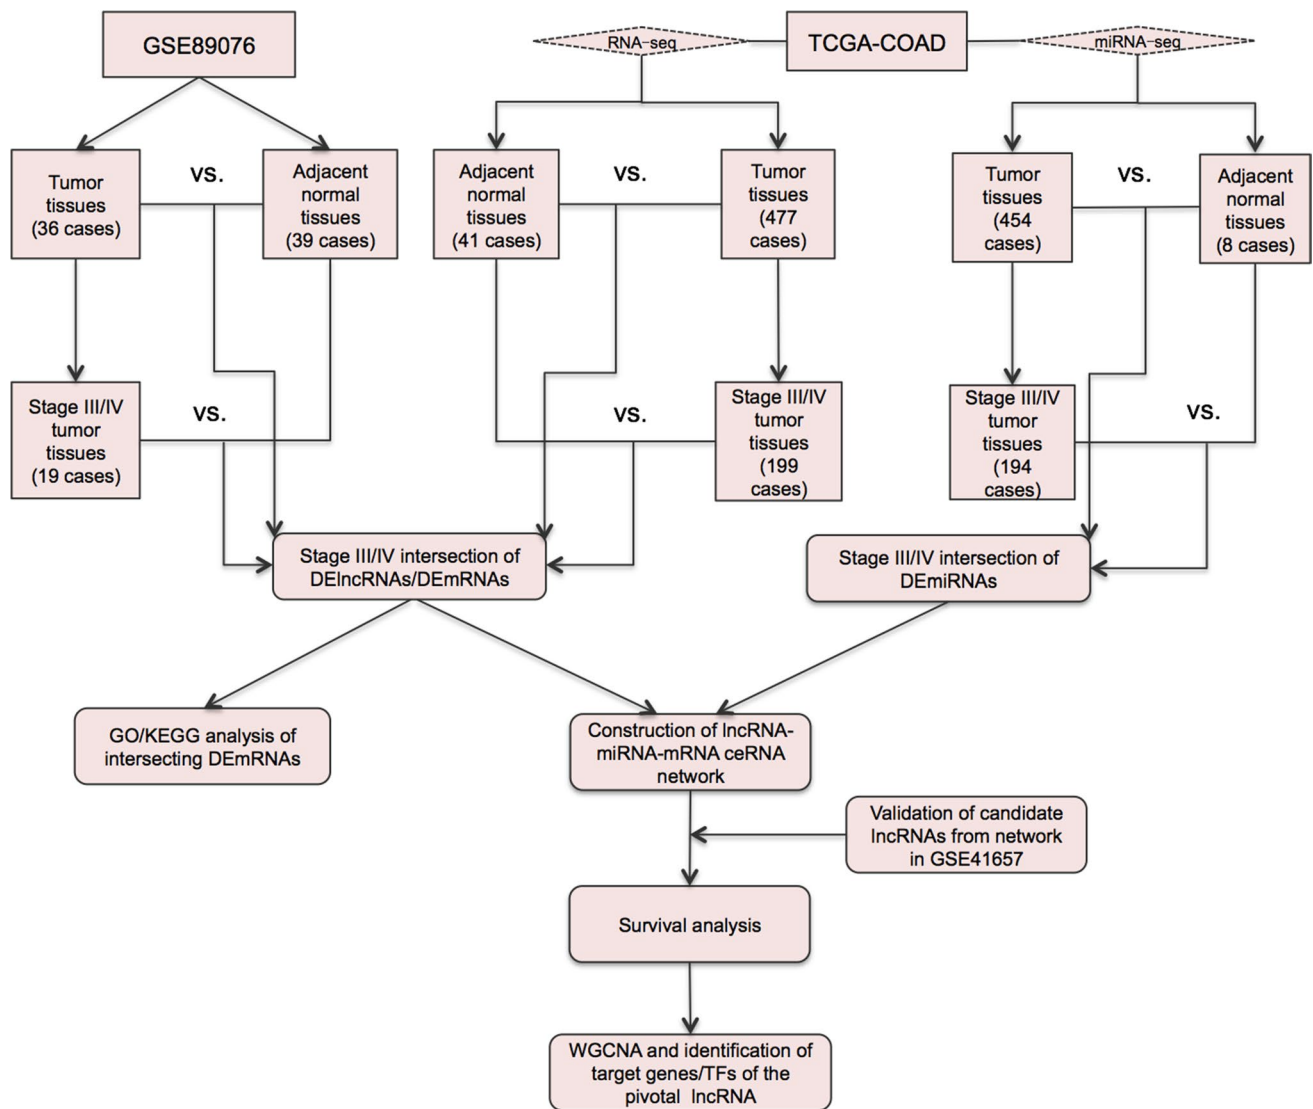 GSE89076
RNA-seq
TCGA-COAD
miRNA-seq
Tumor
tissues
(36 cases)
vs.
Adjacent
normal
tissues
(39 cases)
Adjacent
normal
tissues
(41 cases)
vs.
Tumor
tissues
(477
cases)
Tumor
tissues
(454
cases)
vs.
Adjacent
normal
tissues
(8 cases)
Stage III/IV
tumor
tissues
(19 cases)
vs.
vs.
Stage III/IV
tumor
tissues
(199
cases)
Stage III/IV
tumor
tissues
(194
cases)
vs.
Stage III/IV intersection of
DElncRNAs/DEmRNAs
Stage III/IV intersection of
DEmiRNAs
GO/KEGG analysis of
intersecting DEmRNAs
Construction of lncRNA-
miRNA-mRNA ceRNA
network
Validation of candidate
lncRNAs from network
in GSE41657
Survival analysis
WGCNA and identification of
target genes/TFs of the
pivotal lncRNA